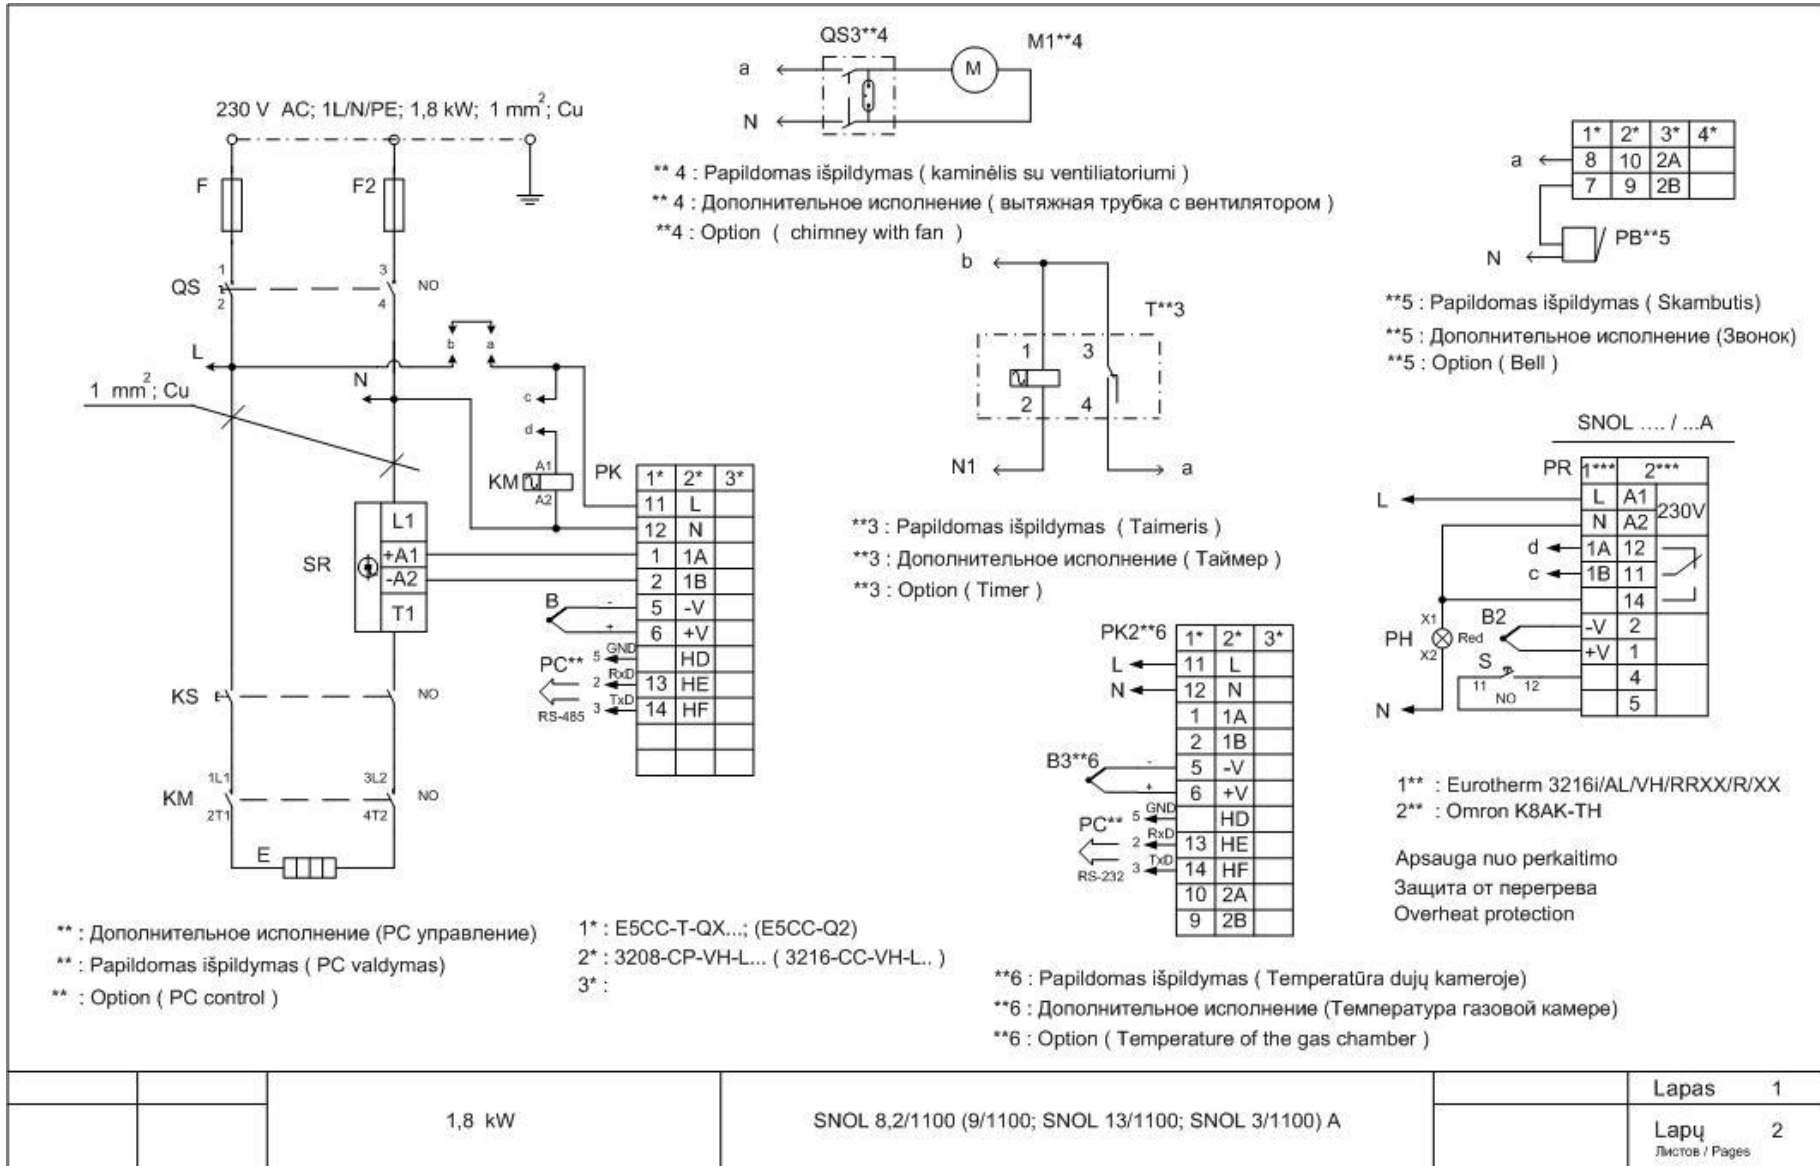 QS3**4
M1**4
a
M
N
230 V AC; 1L/N/PE; 1,8 kW; 1 mm²; Cu
F
F2
** 4 : Papildomas išpildymas ( kaminėlis su ventiliatoriumi )
** 4 : Дополнительное исполнение ( вытяжная трубка с вентилятором )
**4 : Option ( chimney with fan )
1* 2* 3* 4*
a 8 10 2A
7 9 2B
PB**5
N
**5 : Papildomas išpildymas ( Skambutis)
**5 : Дополнительное исполнение (Звонок)
**5 : Option ( Bell )
1 3
QS NO
2 4
b a
L
N
1 mm²; Cu
c
d
KM A1
A2
b
T**3
1 3
2 4
N1 a
**3 : Papildomas išpildymas ( Taimeris )
**3 : Дополнительное исполнение ( Таймер )
**3 : Option ( Timer )
PK 1* 2* 3*
11 L
12 N
1 1A
2 1B
5 -V
6 +V
HD
13 HE
14 HF
SR
L1
+A1
-A2
T1
B - +
PC** 5 GND
2 RxD
RS-485 3 TxD
KS NO
1L1 3L2
KM NO
2T1 4T2
E
SNOL .... / ...A
PR 1*** 2***
L L A1 230V
N A2
d 1A 12
c 1B 11
14
B2 -V 2
+V 1
PH X1 Red
X2
S 4
11 12
NO
N 5
PK2**6 1* 2* 3*
L 11 L
N 12 N
1 1A
2 1B
B3**6 - 5 -V
+ 6 +V
PC** 5 GND HD
2 RxD 13 HE
RS-232 3 TxD 14 HF
10 2A
9 2B
1** : Eurotherm 3216i/AL/VH/RRXX/R/XX
2** : Omron K8AK-TH
Apsauga nuo perkaitimo
Защита от перегрева
Overheat protection
** : Дополнительное исполнение (PC управление)
** : Papildomas išpildymas ( PC valdymas)
** : Option ( PC control )
1* : E5CC-T-QX...; (E5CC-Q2)
2* : 3208-CP-VH-L... ( 3216-CC-VH-L.. )
3* :
**6 : Papildomas išpildymas ( Temperatūra dujų kameroje)
**6 : Дополнительное исполнение (Температура газовой камере)
**6 : Option ( Temperature of the gas chamber )
1,8 kW
SNOL 8,2/1100 (9/1100; SNOL 13/1100; SNOL 3/1100) A
Lapas 1
Lapų 2
Листов / Pages